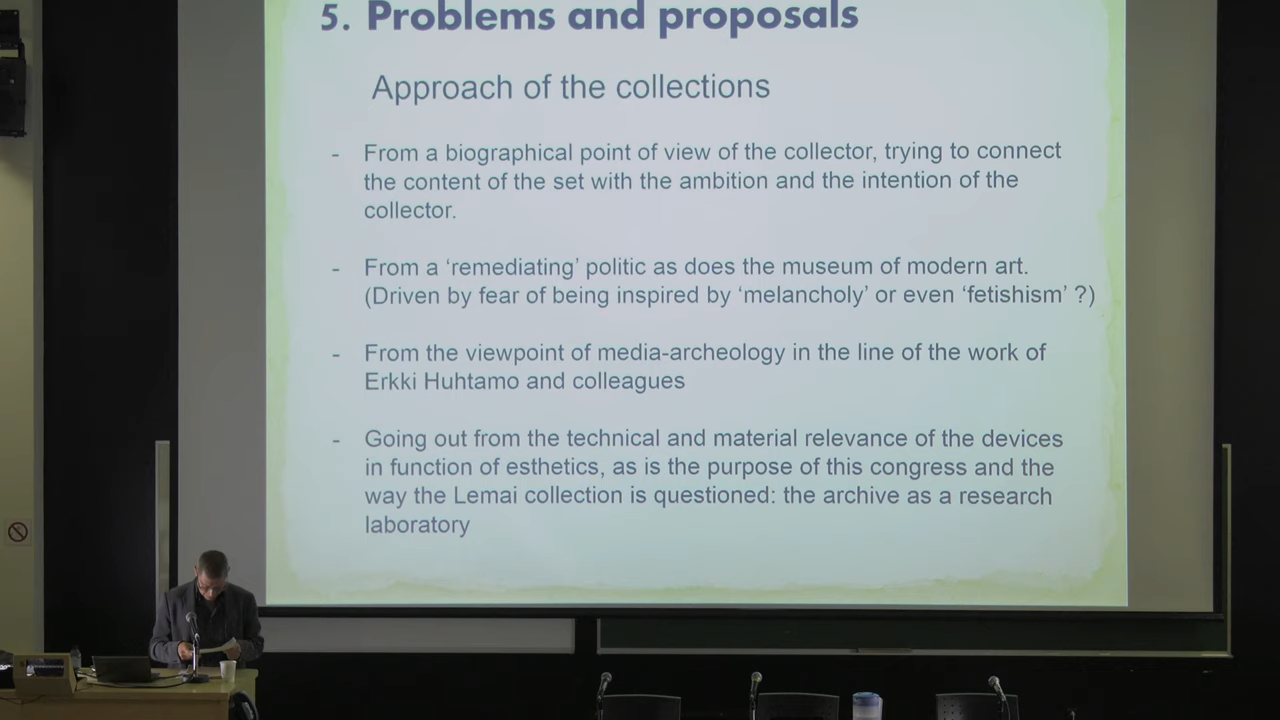 5. Problems and proposals
Approach of the collections
- From a biographical point of view of the collector, trying to connect
the content of the set with the ambition and the intention of the
collector.
- From a ‘remediating’ politic as does the museum of modern art.
(Driven by fear of being inspired by ‘melancholy’ or even ‘fetishism’ ?)
- From the viewpoint of media-archeology in the line of the work of
Erkki Huhtamo and colleagues
- Going out from the technical and material relevance of the devices
in function of esthetics, as is the purpose of this congress and the
way the Lemai collection is questioned: the archive as a research
laboratory